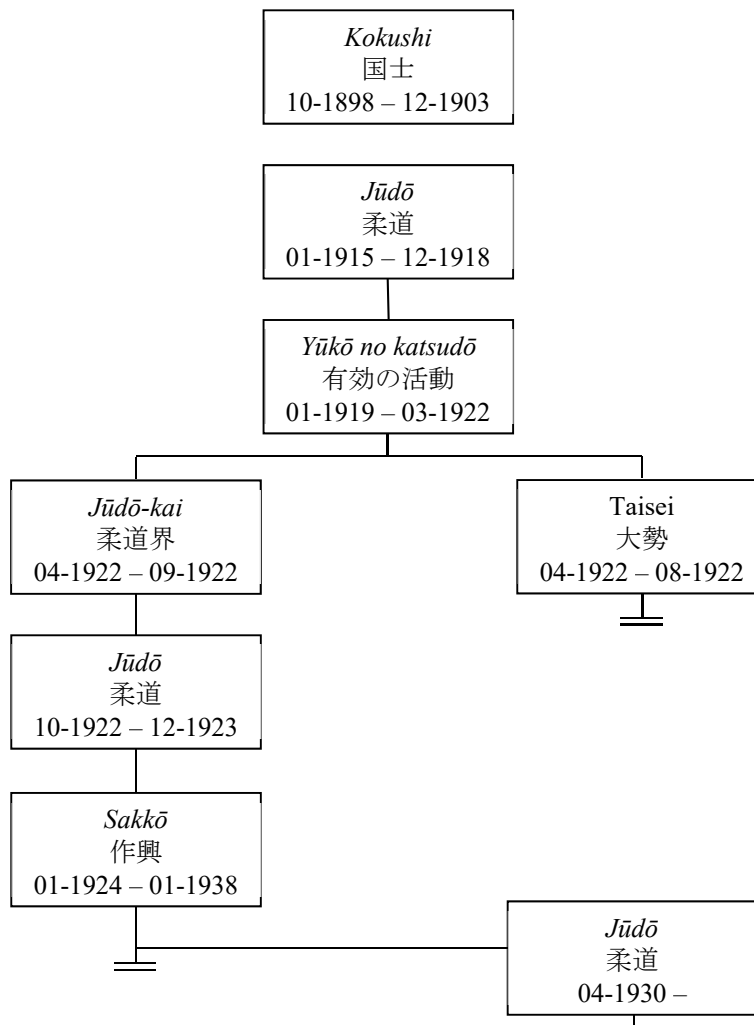 Kokushi
国士
10-1898 – 12-1903
Jūdō
柔道
01-1915 – 12-1918
Yūkō no katsudō
有効の活動
01-1919 – 03-1922
Jūdō-kai
柔道界
04-1922 – 09-1922
Taisei
大勢
04-1922 – 08-1922
Jūdō
柔道
10-1922 – 12-1923
Sakkō
作興
01-1924 – 01-1938
Jūdō
柔道
04-1930 –